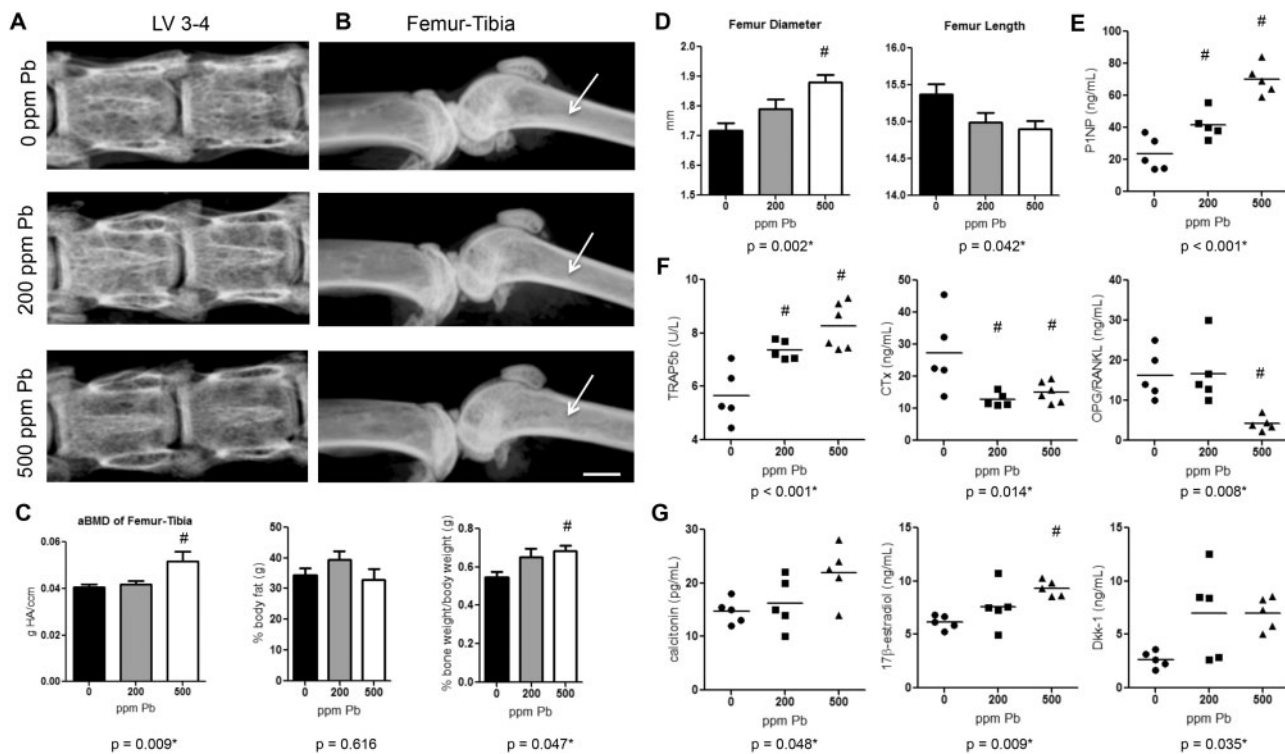 A
LV 3-4
0 ppm Pb
200 ppm Pb
500 ppm Pb
B
Femur-Tibia
C
aBMD of Femur-Tibia
#
g HA/ccm
0.06
0.04
0.02
0.00
0 200 500
ppm Pb
p = 0.009*
% body fat (g)
50
40
30
20
10
0
0 200 500
ppm Pb
p = 0.616
#
% bone weight/body weight (g)
0.8
0.6
0.4
0.2
0.0
0 200 500
ppm Pb
p = 0.047*
D
Femur Diameter
#
mm
2.0
1.9
1.8
1.7
1.6
1.5
0 200 500
ppm Pb
p = 0.002*
Femur Length
16.0
15.5
15.0
14.5
14.0
0 200 500
ppm Pb
p = 0.042*
E
# #
P1NP (ng/mL)
100
80
60
40
20
0
0 200 500
ppm Pb
p < 0.001*
F
# #
TRAP5b (U/L)
10
8
6
4
0 200 500
ppm Pb
p < 0.001*
# #
CTx (ng/mL)
50
40
30
20
10
0
0 200 500
ppm Pb
p = 0.014*
#
OPG/RANKL (ng/mL)
40
30
20
10
0
0 200 500
ppm Pb
p = 0.008*
G
calcitonin (pg/mL)
30
20
10
0
0 200 500
ppm Pb
p = 0.048*
#
17β-estradiol (ng/mL)
15
10
5
0
0 200 500
ppm Pb
p = 0.009*
Dkk-1 (ng/mL)
15
10
5
0
0 200 500
ppm Pb
p = 0.035*